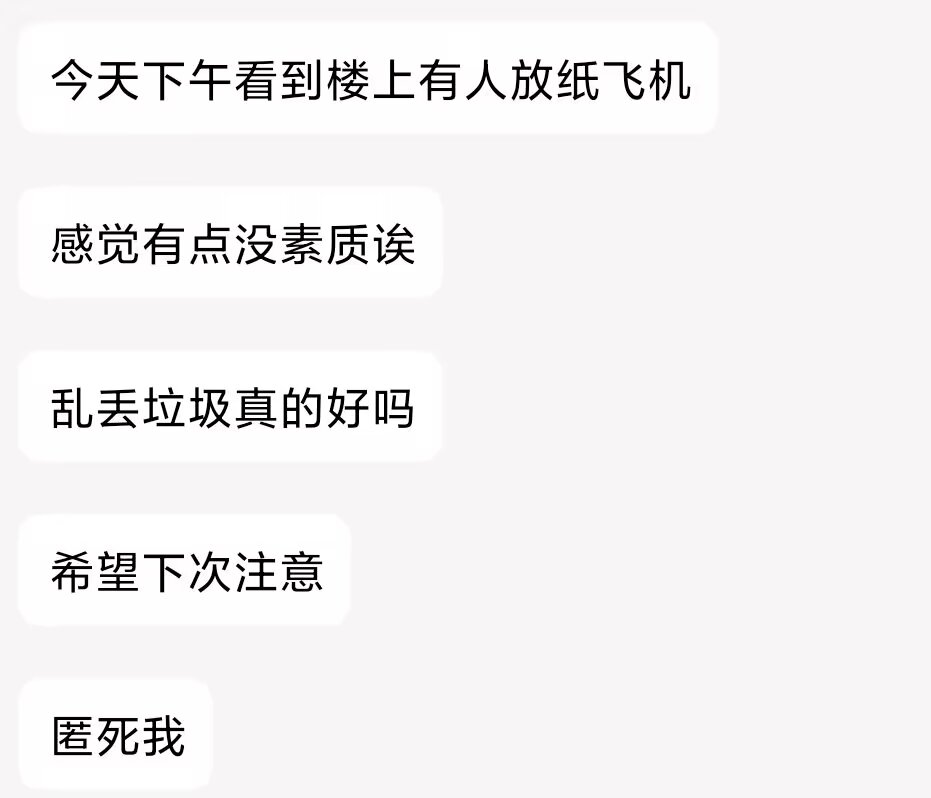 今天下午看到楼上有人放纸飞机
感觉有点没素质诶
乱丢垃圾真的好吗
希望下次注意
匿死我